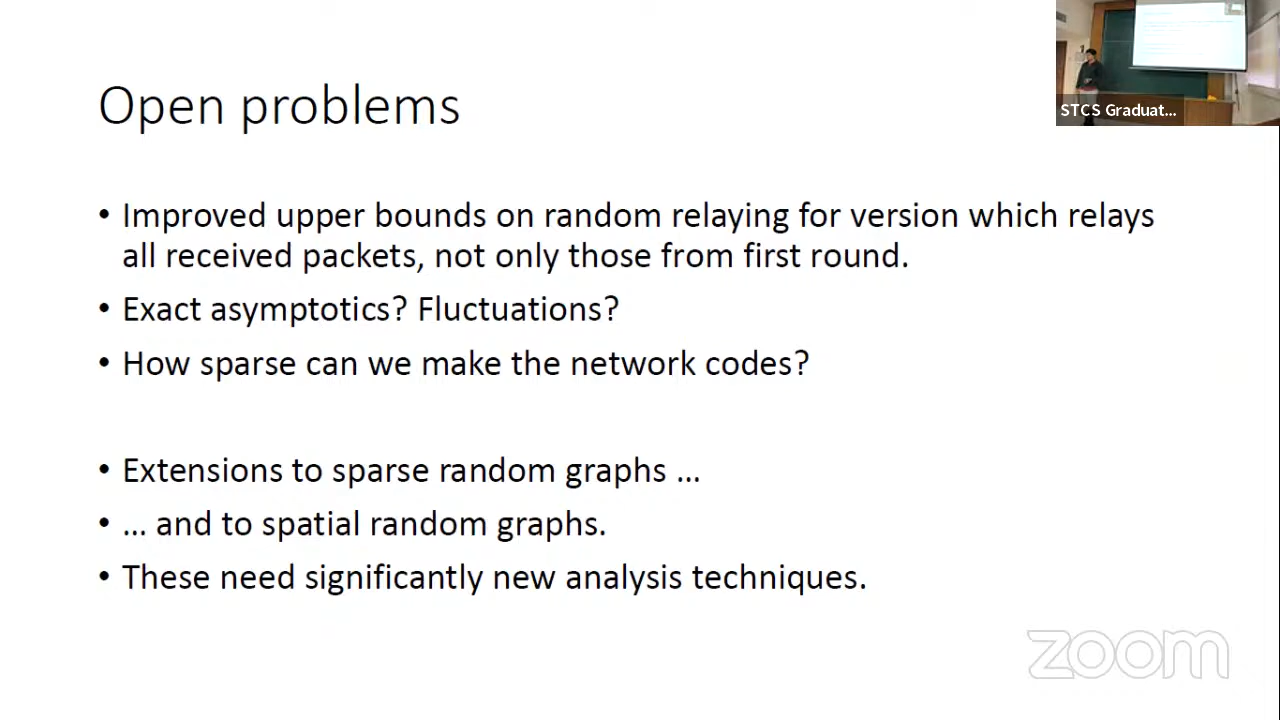 STCS Graduat...
Open problems
• Improved upper bounds on random relaying for version which relays
all received packets, not only those from first round.
• Exact asymptotics? Fluctuations?
• How sparse can we make the network codes?
• Extensions to sparse random graphs ...
• ... and to spatial random graphs.
• These need significantly new analysis techniques.
zoom